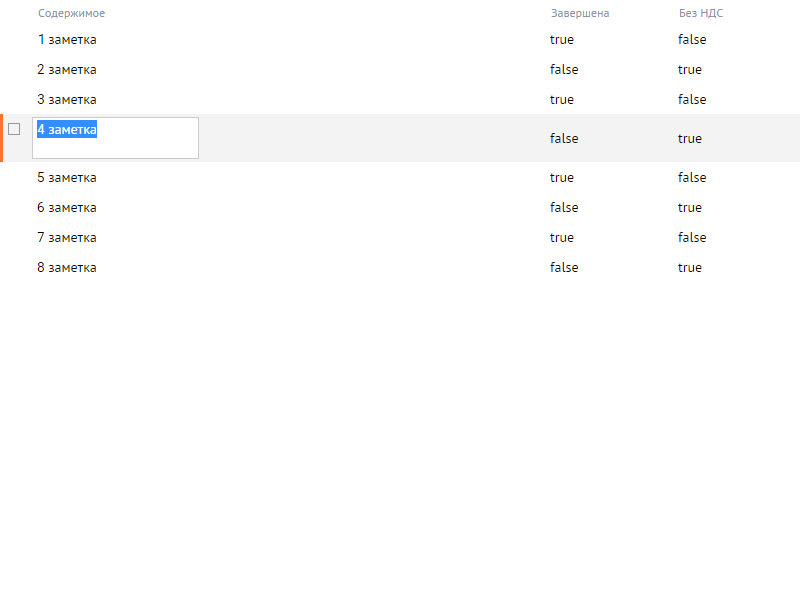 Содержимое Завершена Без НДС
1 заметка true false
2 заметка false true
3 заметка true false
4 заметка false true
5 заметка true false
6 заметка false true
7 заметка true false
8 заметка false true